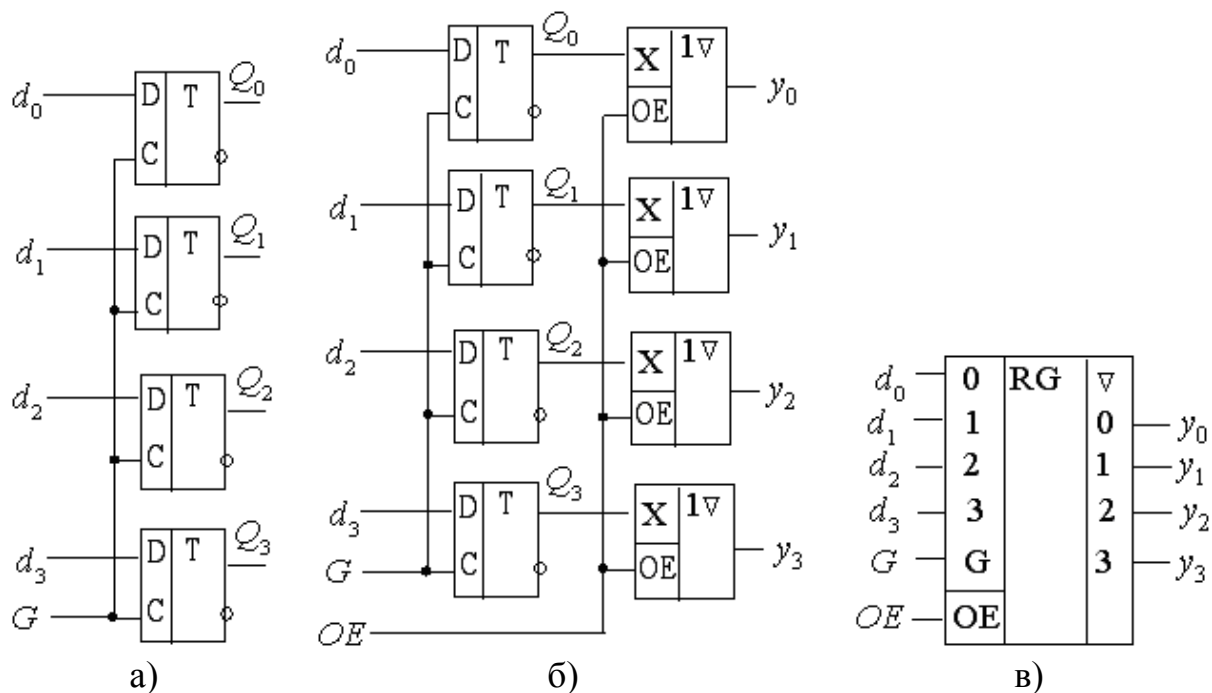 d₀ D T Q₀
C
d₁ D T Q₁
C
d₂ D T Q₂
C
d₃ D T Q₃
G C
а)
d₀ D T Q₀ X 1▽ y₀
C OE
d₁ D T Q₁ X 1▽ y₁
C OE
d₂ D T Q₂ X 1▽ y₂
C OE
d₃ D T Q₃ X 1▽ y₃
G C OE
OE
б)
d₀ 0 RG ▽
d₁ 1 0 y₀
d₂ 2 1 y₁
d₃ 3 2 y₂
G G 3 y₃
OE OE
в)